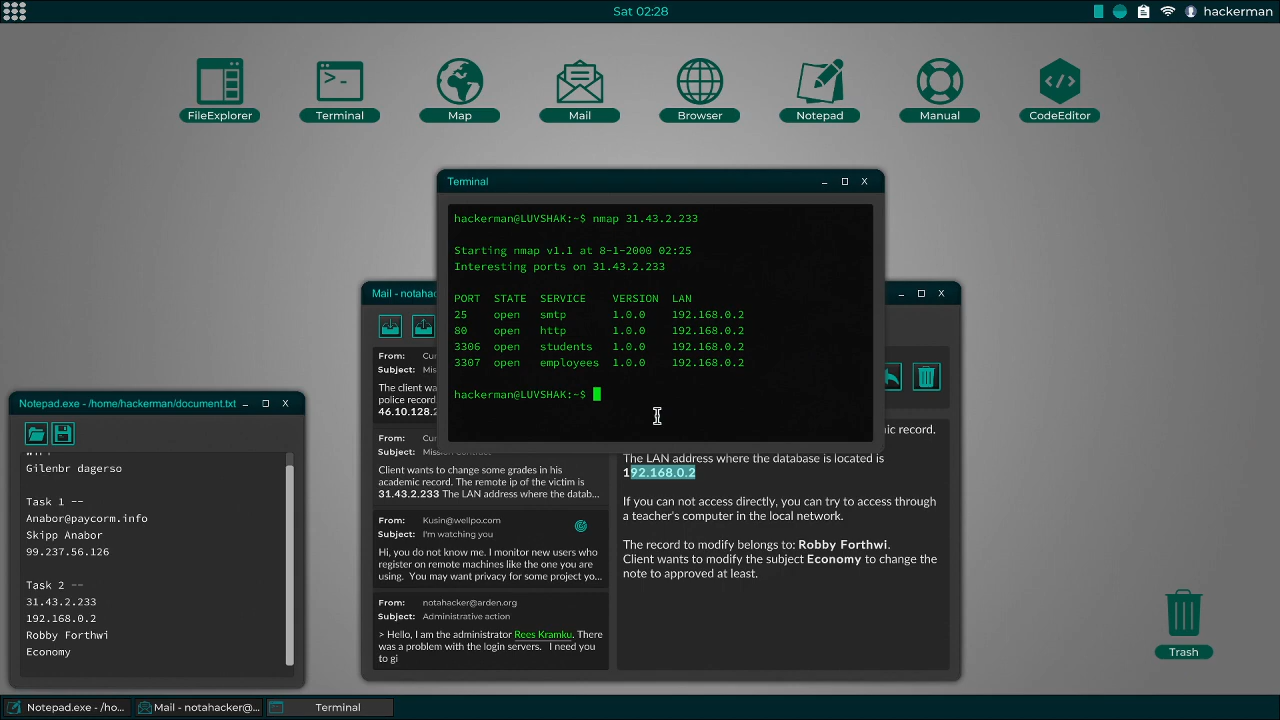 Sat 02:28
hackerman
FileExplorer
Terminal
Map
Mail
Browser
Notepad
Manual
CodeEditor
Terminal
hackerman@LUVSHAK:~$ nmap 31.43.2.233
Starting nmap v1.1 at 8-1-2000 02:25
Interesting ports on 31.43.2.233
PORT STATE SERVICE VERSION LAN
25 open smtp 1.0.0 192.168.0.2
80 open http 1.0.0 192.168.0.2
3306 open students 1.0.0 192.168.0.2
3307 open employees 1.0.0 192.168.0.2
hackerman@LUVSHAK:~$
Mail - notaha
From: Cu
Subject: Mis
The client wa
police record
46.10.128.2
From: Cu
Subject: Mission Contract
Client wants to change some grades in his
academic record. The remote ip of the victim is
31.43.2.233 The LAN address where the datab...
From: Kusin@wellpo.com
Subject: I'm watching you
Hi, you do not know me. I monitor new users who
register on remote machines like the one you are
using. You may want privacy for some project yo...
From: notahacker@arden.org
Subject: Administrative action
> Hello, I am the administrator Rees Kramku. There
was a problem with the login servers. I need you
to gi
ic record.
The LAN address where the database is located is
192.168.0.2
If you can not access directly, you can try to access through
a teacher's computer in the local network.
The record to modify belongs to: Robby Forthwi.
Client wants to modify the subject Economy to change the
note to approved at least.
Notepad.exe - /home/hackerman/document.txt
Gilenbr dagerso
Task 1 --
Anabor@paycorm.info
Skipp Anabor
99.237.56.126
Task 2 --
31.43.2.233
192.168.0.2
Robby Forthwi
Economy
Trash
Notepad.exe - /ho...
Mail - notahacker@...
Terminal